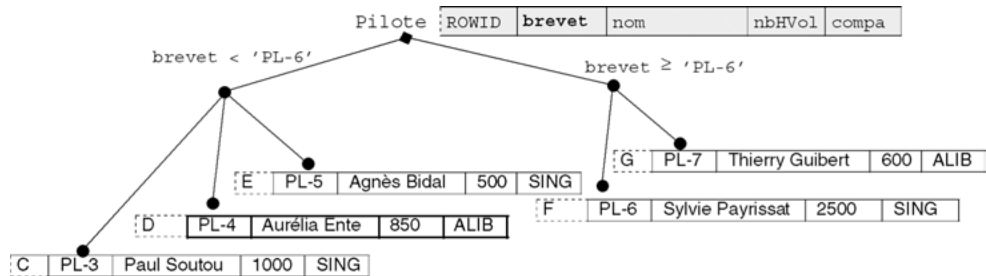 Pilote ROWID brevet nom nbHVol compa
brevet < 'PL-6'
brevet ≥ 'PL-6'
G PL-7 Thierry Guibert 600 ALIB
E PL-5 Agnès Bidal 500 SING
F PL-6 Sylvie Payrissat 2500 SING
D PL-4 Aurélia Ente 850 ALIB
C PL-3 Paul Soutou 1000 SING